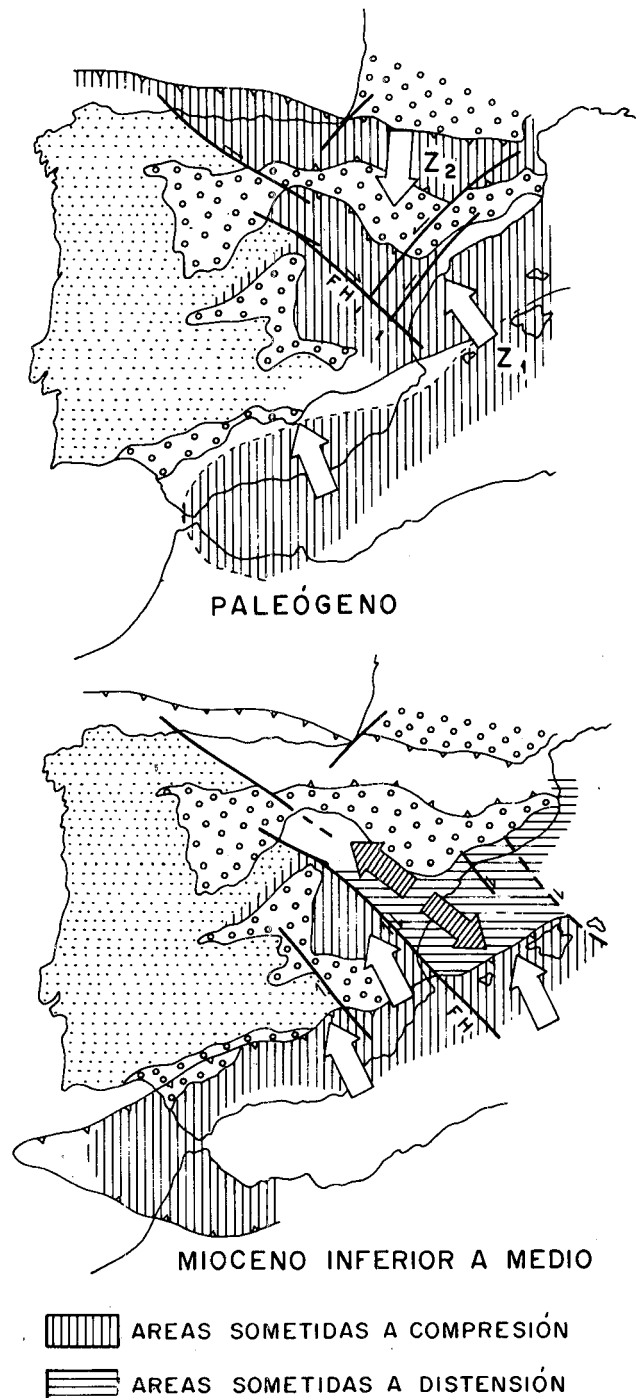 Z2
FH
Z1
PALEÓGENO
FH
MIOCENO INFERIOR A MEDIO
AREAS SOMETIDAS A COMPRESIÓN
AREAS SOMETIDAS A DISTENSIÓN